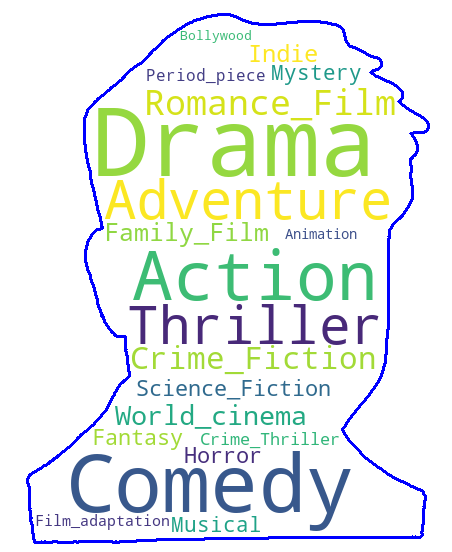 Bollywood
Indie
Period_piece Mystery
Romance_Film
Drama
Adventure
Family_Film Animation
Action
Thriller
Crime_Fiction
Science_Fiction
World_cinema
Fantasy Crime_Thriller
Horror
Comedy
Film_adaptation Musical